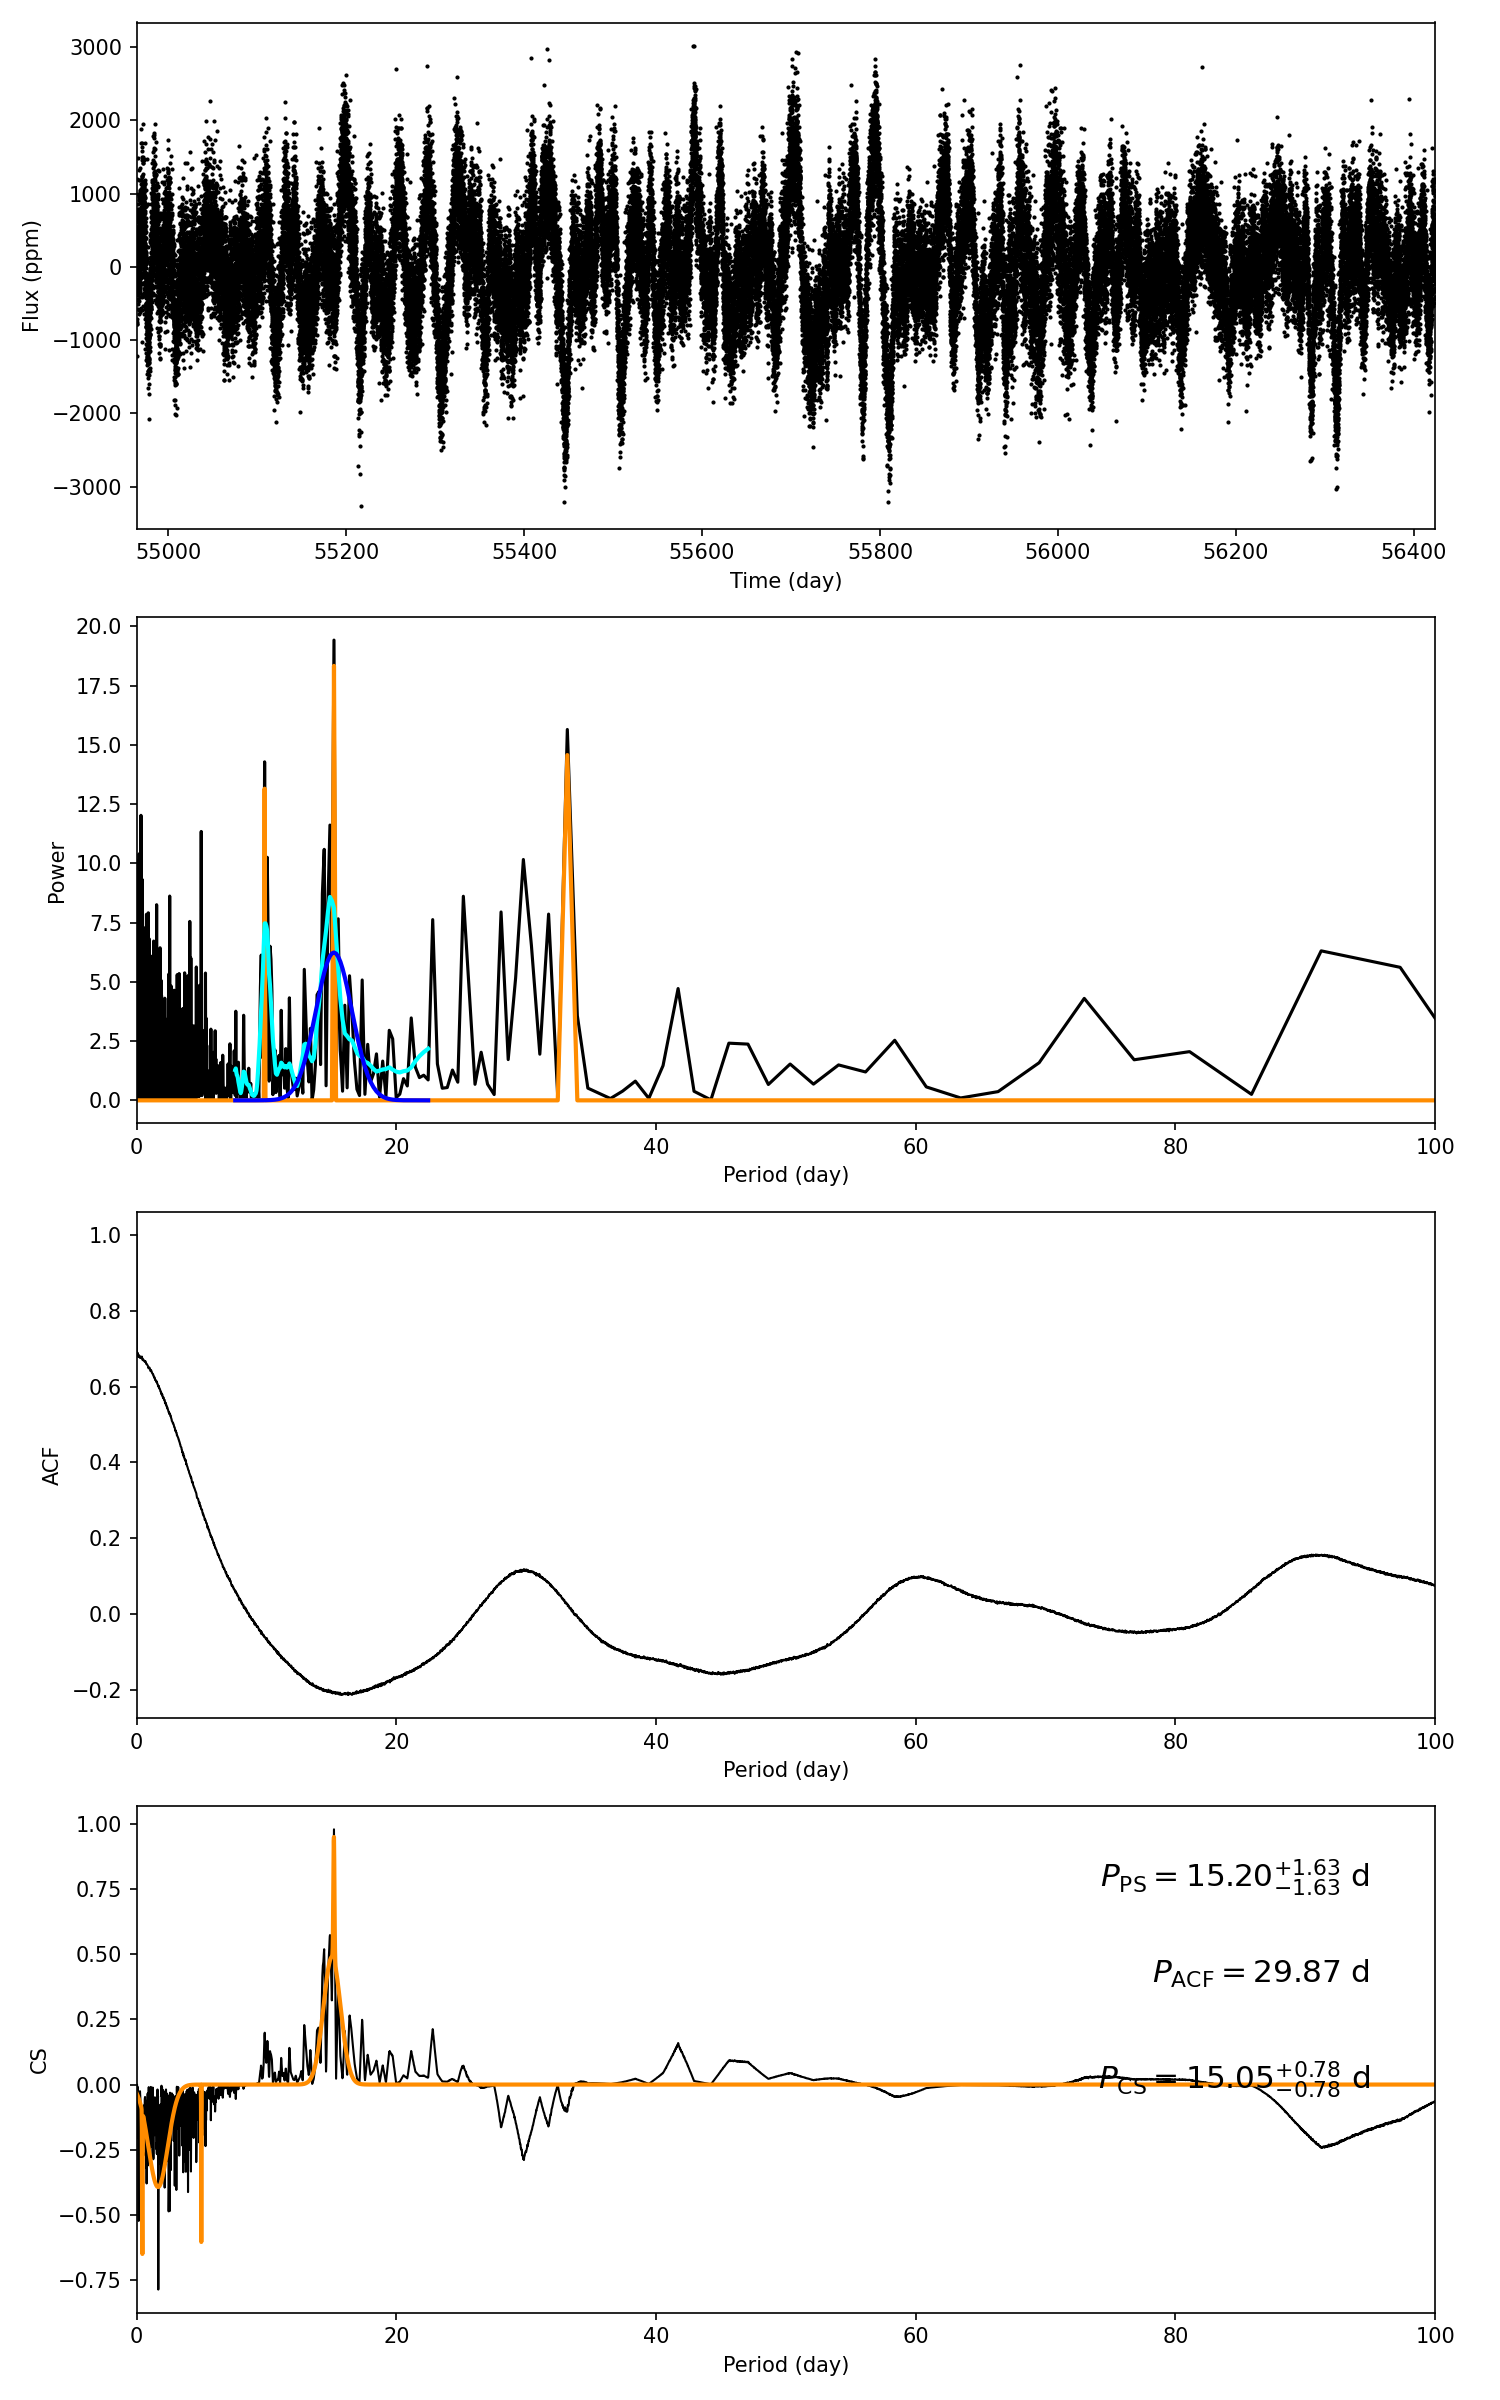 3000
2000
1000
0
−1000
−2000
−3000
Flux (ppm)
55000 55200 55400 55600 55800 56000 56200 56400
Time (day)
20.0
17.5
15.0
12.5
10.0
7.5
5.0
2.5
0.0
Power
0 20 40 60 80 100
Period (day)
1.0
0.8
0.6
0.4
0.2
0.0
−0.2
ACF
0 20 40 60 80 100
Period (day)
1.00
0.75
0.50
0.25
0.00
−0.25
−0.50
−0.75
CS
P_PS = 15.20 +1.63 −1.63 d
P_ACF = 29.87 d
P_CS = 15.05 +0.78 −0.78 d
0 20 40 60 80 100
Period (day)